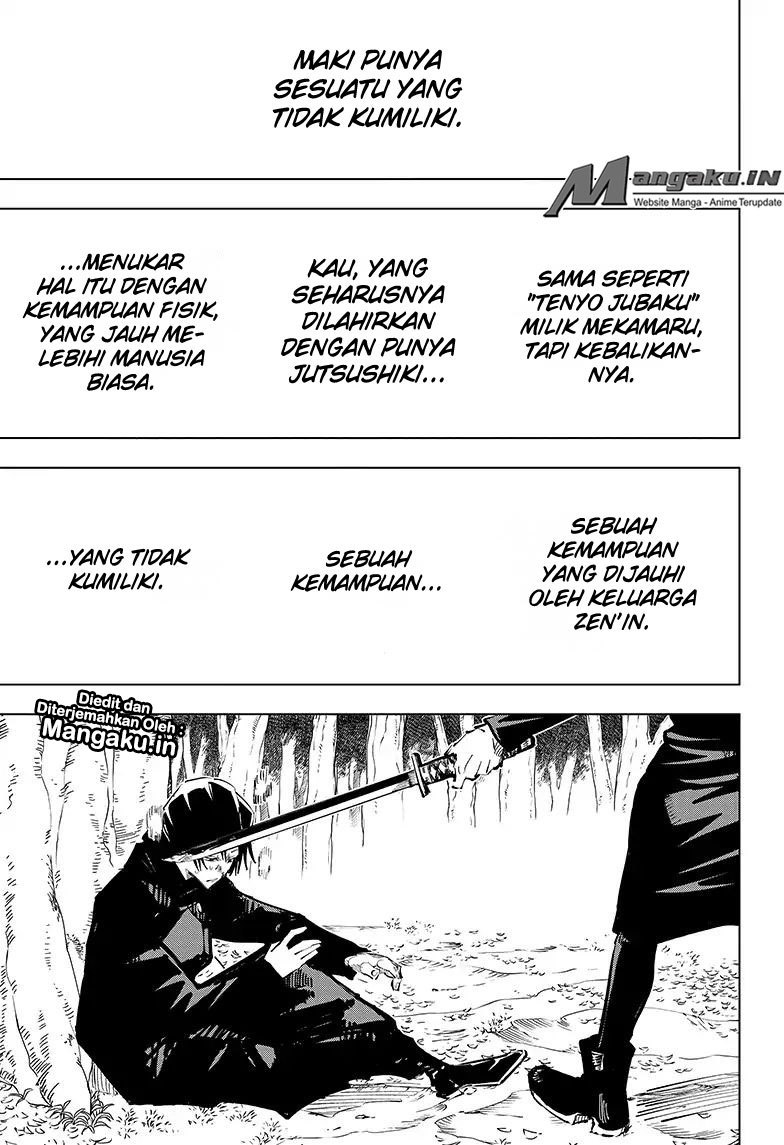 MAKI PUNYA
SESUATU YANG
TIDAK KUMILIKI.
Mangaku.IN
Website Manga - Anime Terupdate
SAMA SEPERTI
"TENYO JUBAKU"
MILIK MEKAMARU,
TAPI KEBALIKAN-
NYA.
KAU, YANG
SEHARUSNYA
DILAHIRKAN
DENGAN PUNYA
JUTSUSHIKI...
...MENUKAR
HAL ITU DENGAN
KEMAMPUAN FISIK,
YANG JAUH ME-
LEBIHI MANUSIA
BIASA.
SEBUAH
KEMAMPUAN
YANG DIJAUHI
OLEH KELUARGA
ZEN'IN.
SEBUAH
KEMAMPUAN...
...YANG TIDAK
KUMILIKI.
Diedit dan
Diterjemahkan Oleh :
Mangaku.in